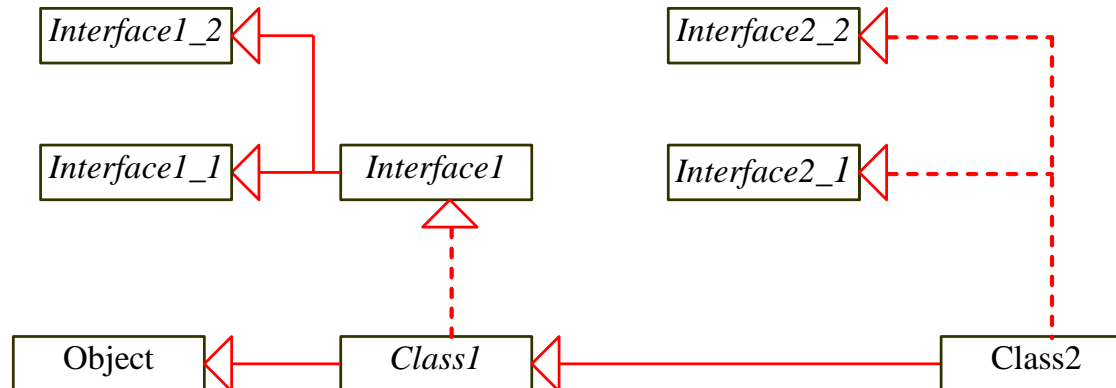 Interface1_2
Interface2_2
Interface1_1
Interface1
Interface2_1
Object
Class1
Class2